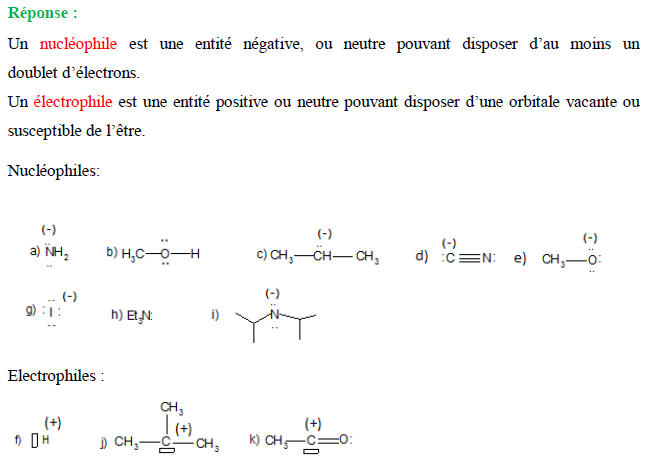 Réponse :
Un nucléophile est une entité négative, ou neutre pouvant disposer d’au moins un
doublet d’électrons.
Un électrophile est une entité positive ou neutre pouvant disposer d’une orbitale vacante ou
susceptible de l’être.
Nucléophiles:
(-)
a) NH2
b) H3C—O—H
(-)
c) CH3—CH—CH3
(-)
d) :C≡N:
(-)
e) CH3—O:
g) :I: (-)
h) Et3N:
(-)
i) N
Electrophiles :
(+)
f) H
CH3
(+)
j) CH3—C—CH3
(+)
k) CH3—C=O: